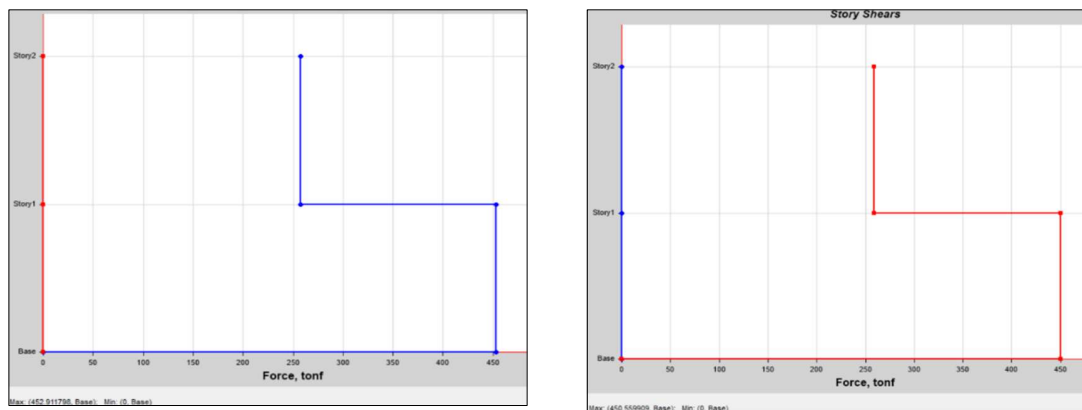 Story2
Story1
Base
0 50 100 150 200 250 300 350 400 450
Force, tonf
Max: (452.911798, Base); Min: (0, Base)
Story Shears
Story2
Story1
Base
0 50 100 150 200 250 300 350 400 450
Force, tonf
Max: (450.559909, Base); Min: (0, Base)